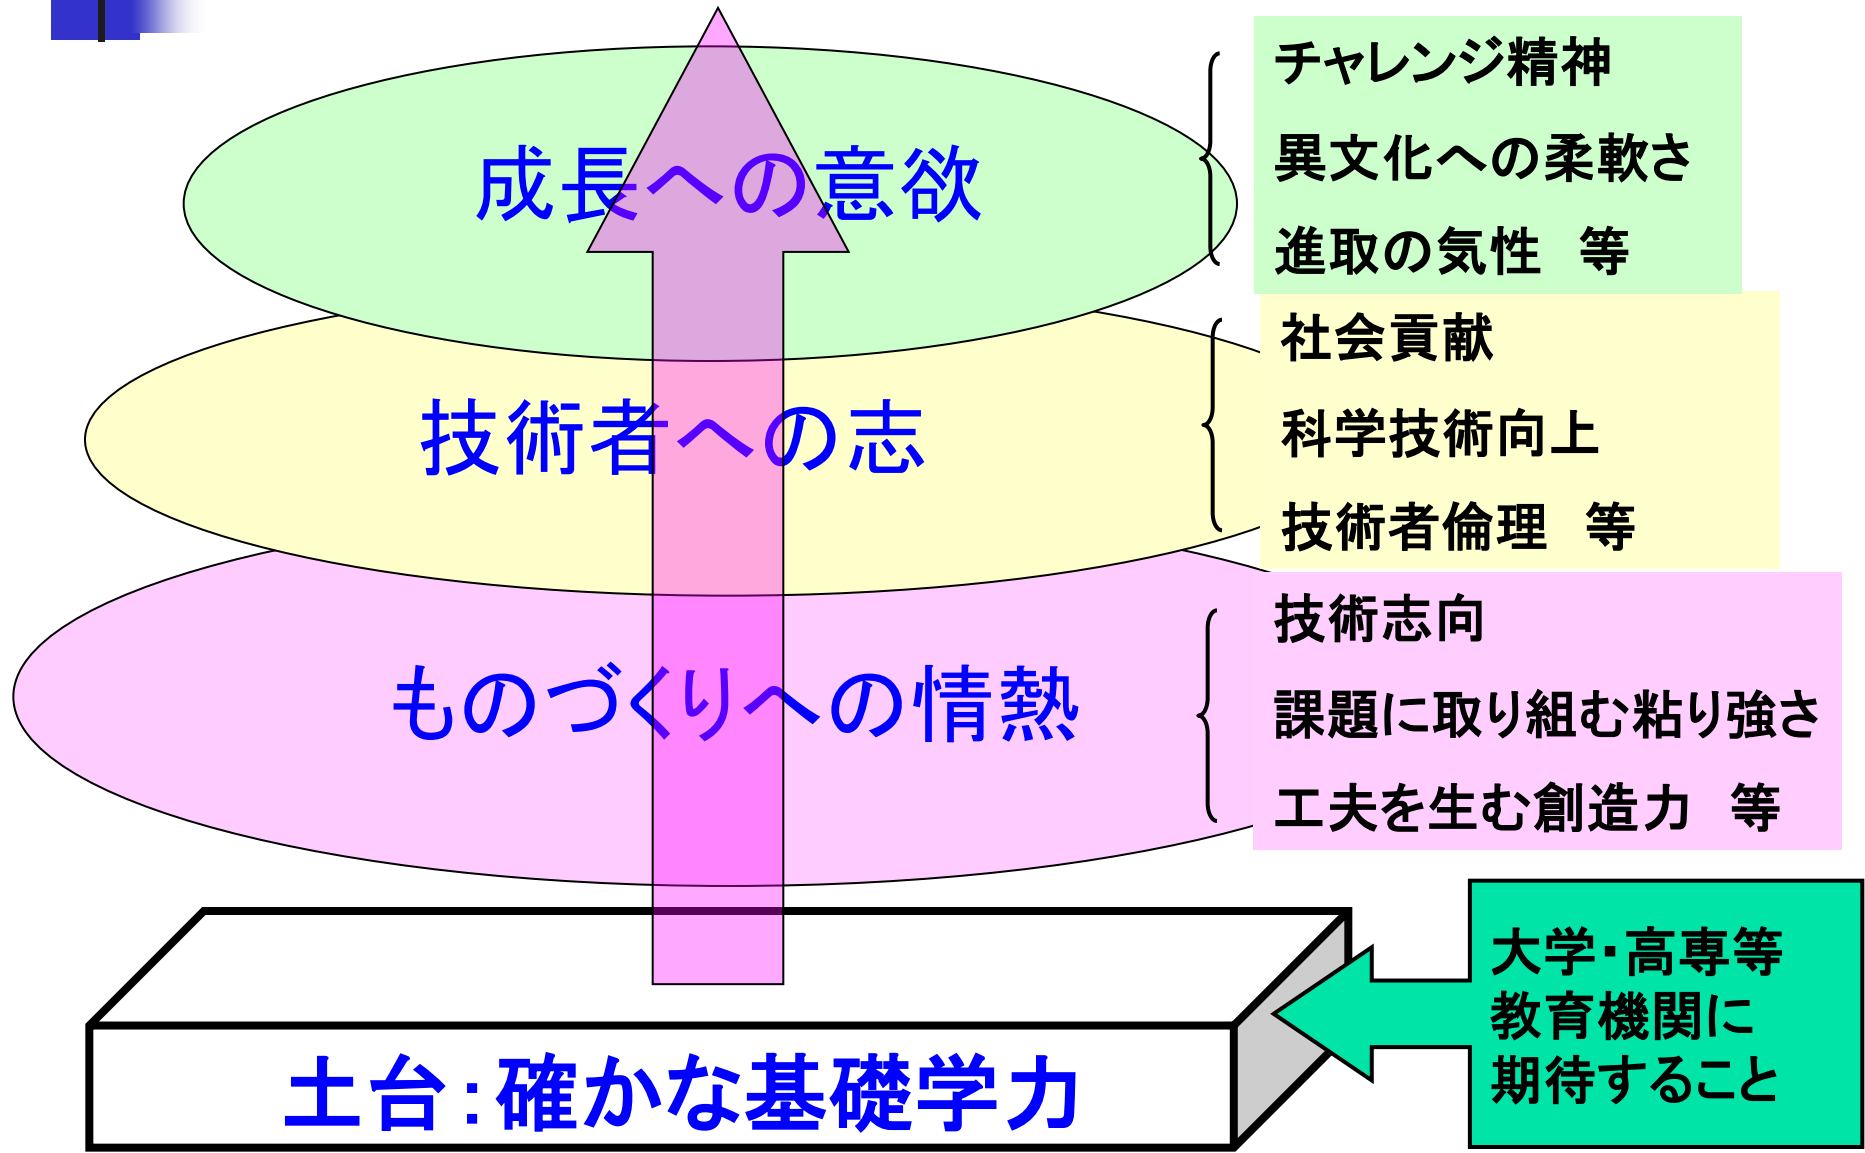 成長への意欲
チャレンジ精神
異文化への柔軟さ
進取の気性　等
技術者への志
社会貢献
科学技術向上
技術者倫理　等
ものづくりへの情熱
技術志向
課題に取り組む粘り強さ
工夫を生む創造力　等
土台：確かな基礎学力
大学・高専等
教育機関に
期待すること